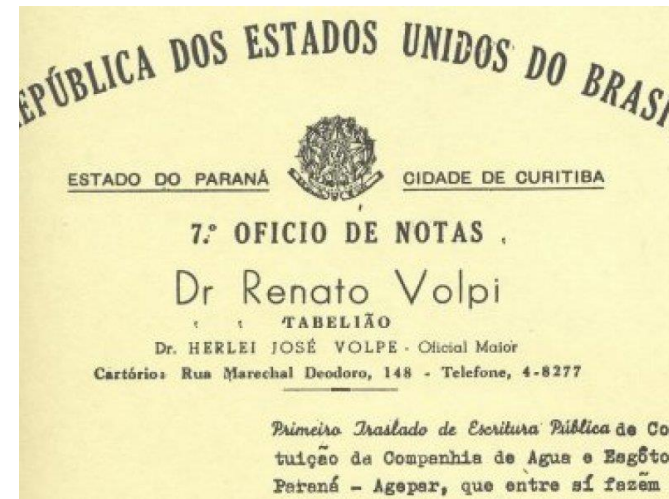 EPÚBLICA DOS ESTADOS UNIDOS DO BRASI
ESTADO DO PARANÁ CIDADE DE CURITIBA
7.º OFICIO DE NOTAS
Dr Renato Volpi
TABELIÃO
Dr. HERLEI JOSÉ VOLPE - Oficial Maior
Cartório: Rua Marechal Deodoro, 148 - Telefone, 4-8277
Primeiro Traslado de Escritura Pública de Co
tuição da Companhia de Agua e Esgôto
Paraná - Agepar, que entre sí fazem